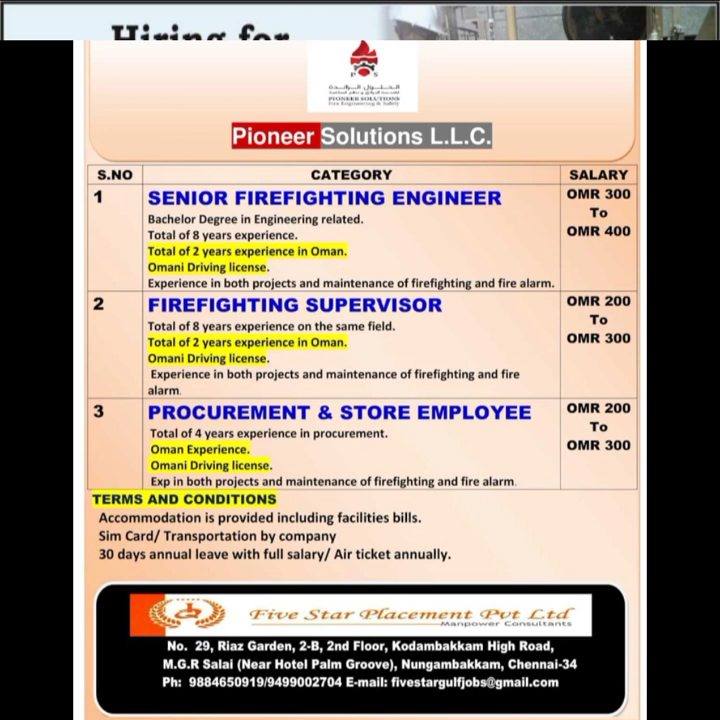 Hiring for
P S
الحلول الرائدة
PIONEER SOLUTIONS
Fire Engineering & Safety
Pioneer Solutions L.L.C.
S.NO CATEGORY SALARY
1 SENIOR FIREFIGHTING ENGINEER OMR 300
Bachelor Degree in Engineering related. To
Total of 8 years experience. OMR 400
Total of 2 years experience in Oman.
Omani Driving license.
Experience in both projects and maintenance of firefighting and fire alarm.
2 FIREFIGHTING SUPERVISOR OMR 200
Total of 8 years experience on the same field. To
Total of 2 years experience in Oman. OMR 300
Omani Driving license.
Experience in both projects and maintenance of firefighting and fire
alarm.
3 PROCUREMENT & STORE EMPLOYEE OMR 200
Total of 4 years experience in procurement. To
Oman Experience. OMR 300
Omani Driving license.
Exp in both projects and maintenance of firefighting and fire alarm.
TERMS AND CONDITIONS
Accommodation is provided including facilities bills.
Sim Card/ Transportation by company
30 days annual leave with full salary/ Air ticket annually.
Five Star Placement Pvt Ltd
Manpower Consultants
No. 29, Riaz Garden, 2-B, 2nd Floor, Kodambakkam High Road,
M.G.R Salai (Near Hotel Palm Groove), Nungambakkam, Chennai-34
Ph: 9884650919/9499002704 E-mail: fivestargulfjobs@gmail.com